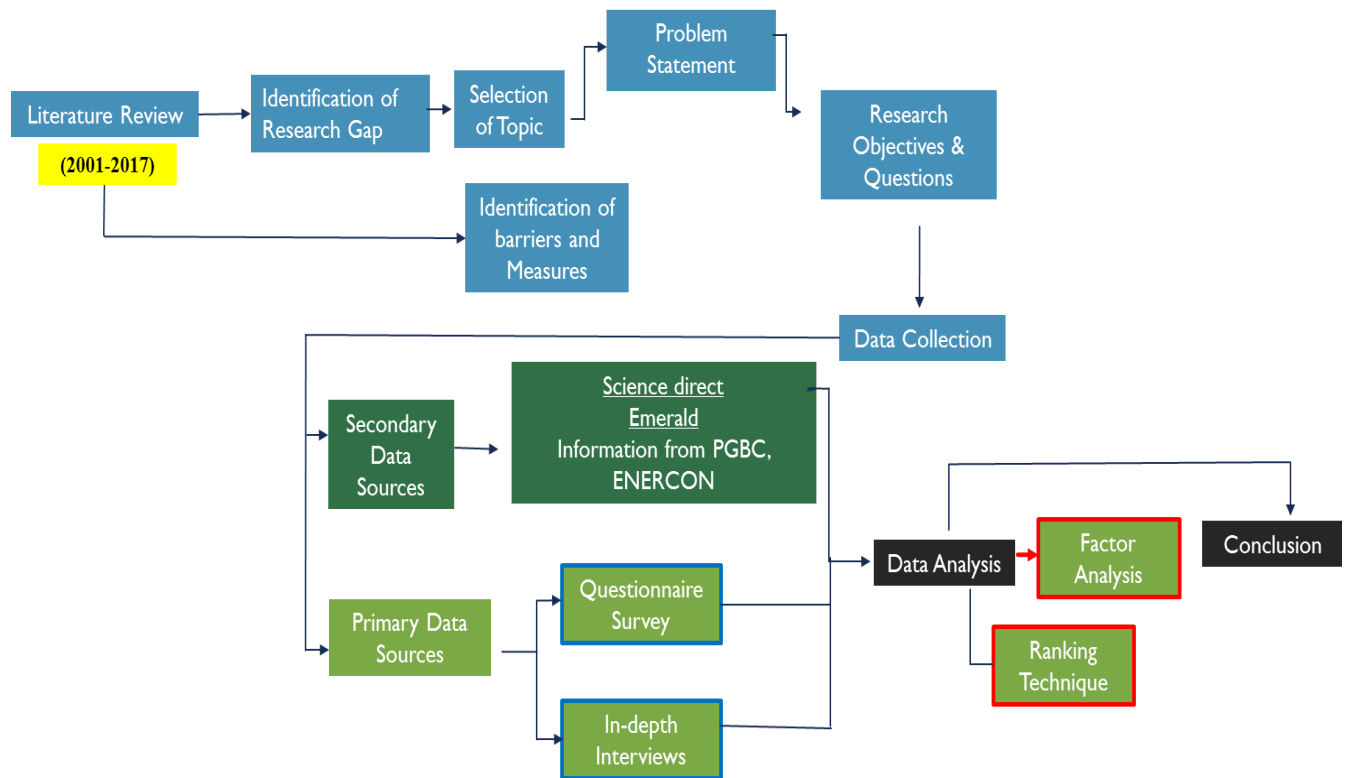 Literature Review
(2001-2017)
Identification of
Research Gap
Selection
of Topic
Problem
Statement
Research
Objectives &
Questions
Identification of
barriers and
Measures
Data Collection
Secondary
Data
Sources
Science direct
Emerald
Information from PGBC,
ENERCON
Primary Data
Sources
Questionnaire
Survey
In-depth
Interviews
Data Analysis
Factor
Analysis
Ranking
Technique
Conclusion